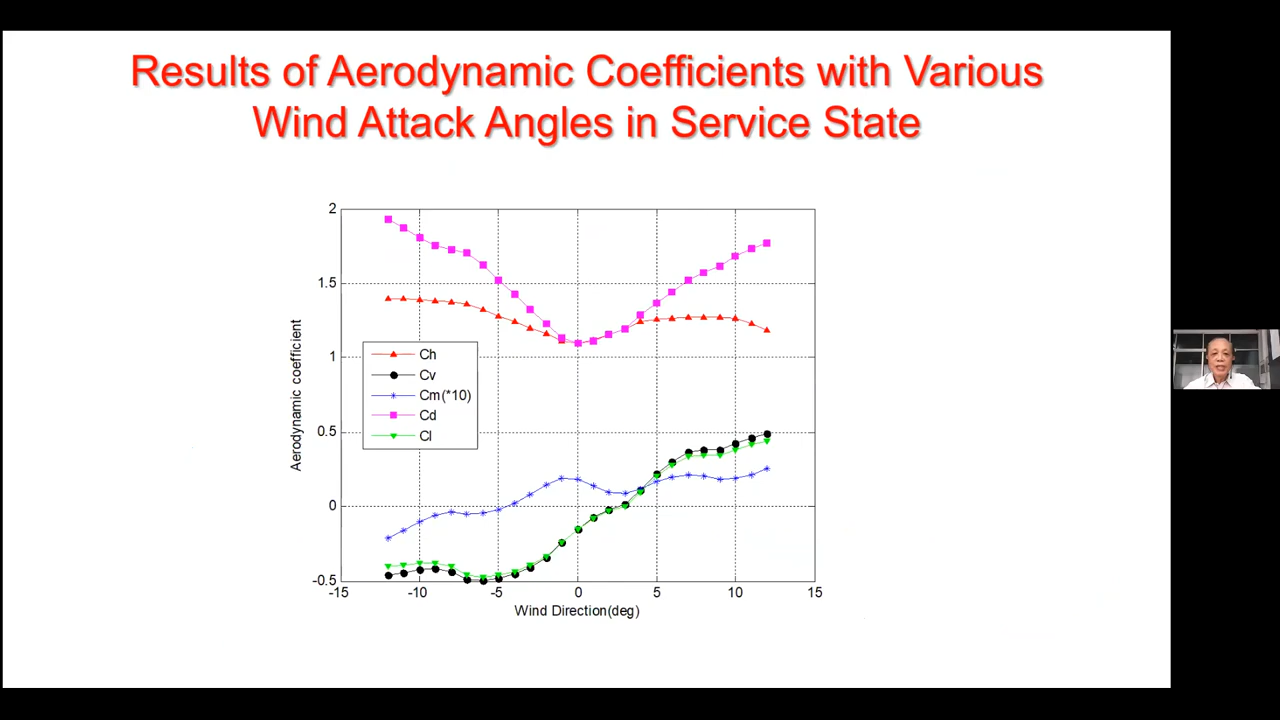 Results of Aerodynamic Coefficients with Various
Wind Attack Angles in Service State
2
1.5
1
0.5
0
-0.5
Aerodynamic coefficient
Ch
Cv
Cm(*10)
Cd
Cl
-15
-10
-5
0
5
10
15
Wind Direction(deg)